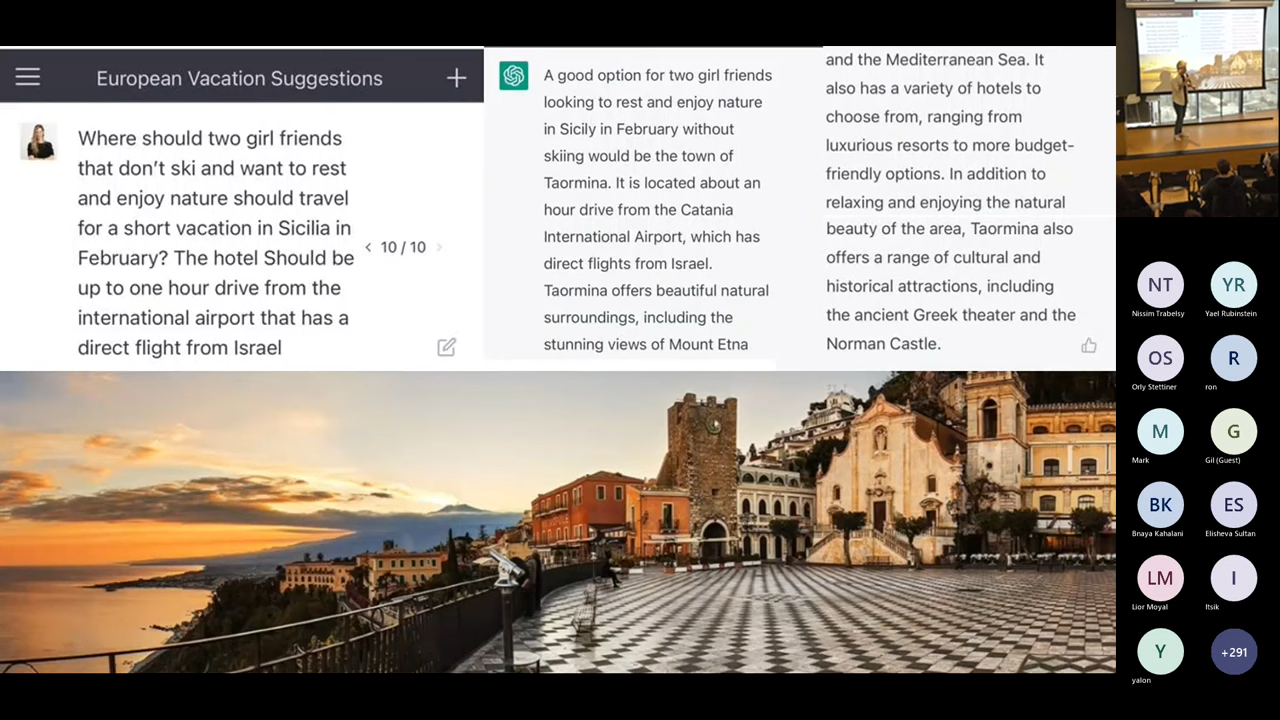 European Vacation Suggestions
Where should two girl friends
that don't ski and want to rest
and enjoy nature should travel
for a short vacation in Sicilia in
February? The hotel Should be
up to one hour drive from the
international airport that has a
direct flight from Israel
< 10 / 10 >
A good option for two girl friends
looking to rest and enjoy nature
in Sicily in February without
skiing would be the town of
Taormina. It is located about an
hour drive from the Catania
International Airport, which has
direct flights from Israel.
Taormina offers beautiful natural
surroundings, including the
stunning views of Mount Etna
and the Mediterranean Sea. It
also has a variety of hotels to
choose from, ranging from
luxurious resorts to more budget-
friendly options. In addition to
relaxing and enjoying the natural
beauty of the area, Taormina also
offers a range of cultural and
historical attractions, including
the ancient Greek theater and the
Norman Castle.
NT
Nissim Trabelsy
YR
Yael Rubinstein
OS
Orly Stettiner
R
ron
M
Mark
G
Gil (Guest)
BK
Bnaya Kahalani
ES
Elisheva Sultan
LM
Lior Moyal
I
Itsik
Y
yalon
+291